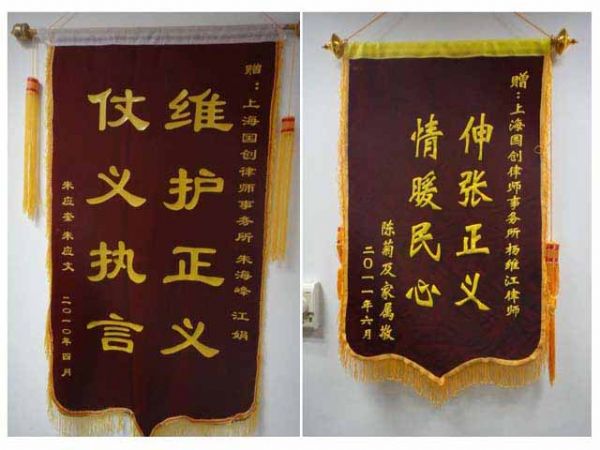 赠：上海国创律师事务所 朱海峰 江娟
维护正义
仗义执言
朱应奎 朱应文 二〇一〇年四月
赠：上海国创律师事务所杨维江律师
伸张正义
情暖民心
陈菊及家属敬
二〇一一年六月